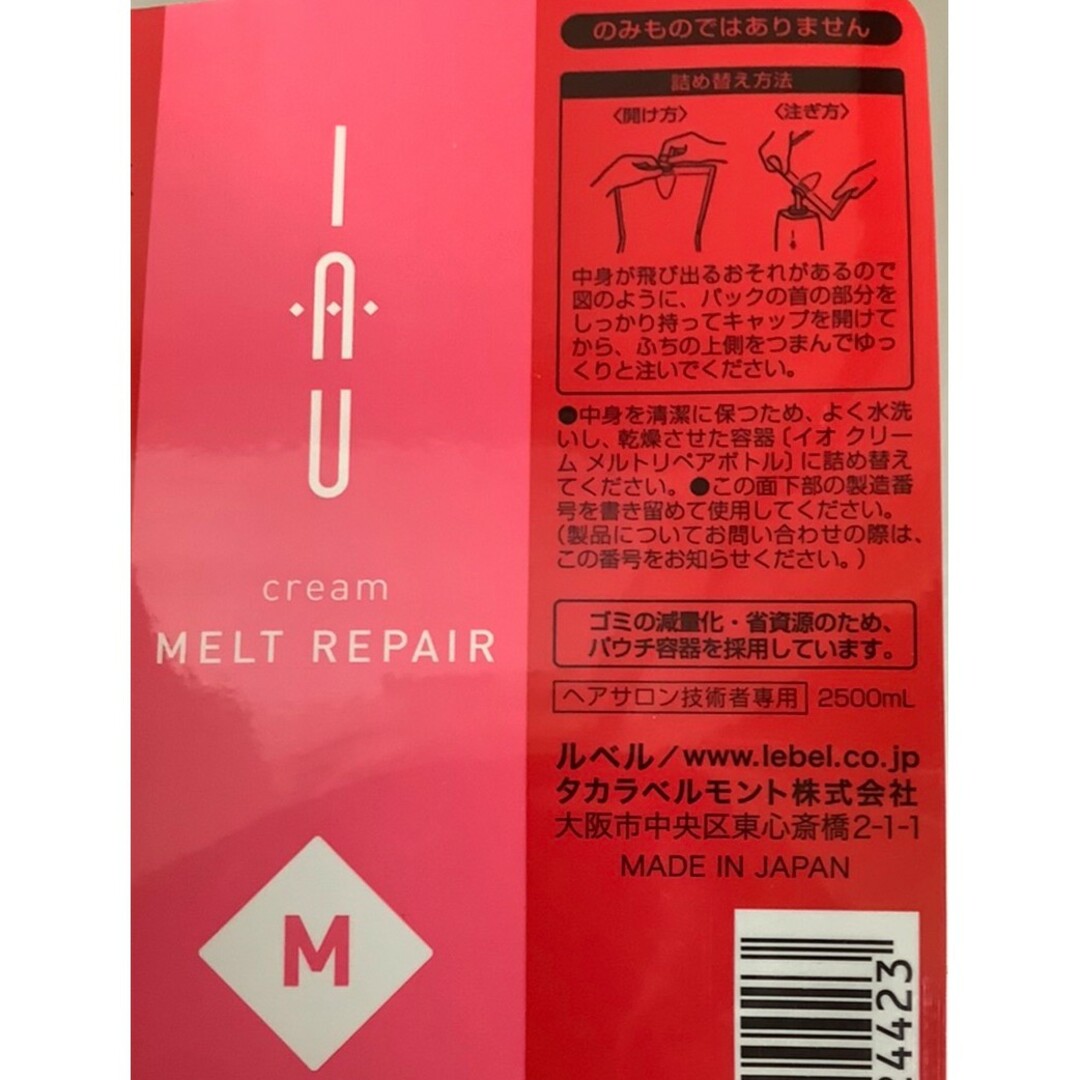 IAU
cream
MELT REPAIR
M
のみものではありません
詰め替え方法
〈開け方〉 〈注ぎ方〉
中身が飛び出るおそれがあるので
図のように、パックの首の部分を
しっかり持ってキャップを開けて
から、ふちの上側をつまんでゆっ
くりと注いでください。
●中身を清潔に保つため、よく水洗
いし、乾燥させた容器〔イオ クリー
ム メルトリペアボトル〕に詰め替え
てください。●この面下部の製造番
号を書き留めて使用してください。
(製品についてお問い合わせの際は、
この番号をお知らせください。)
ゴミの減量化・省資源のため、
パウチ容器を採用しています。
ヘアサロン技術者専用 2500mL
ルベル/www.lebel.co.jp
タカラベルモント株式会社
大阪市中央区東心斎橋2-1-1
MADE IN JAPAN
4423